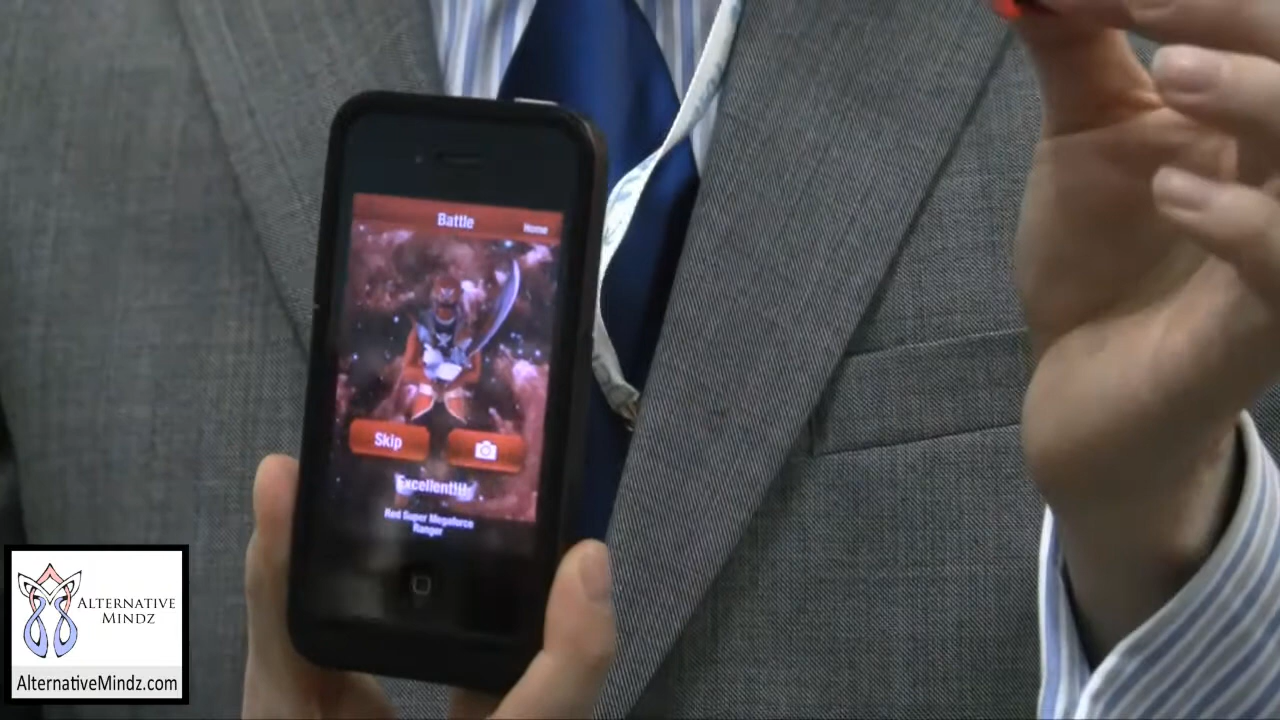 Battle
Home
Skip
Excellent!!!
Red Super Megaforce
Ranger
ALTERNATIVE
MINDZ
AlternativeMindz.com